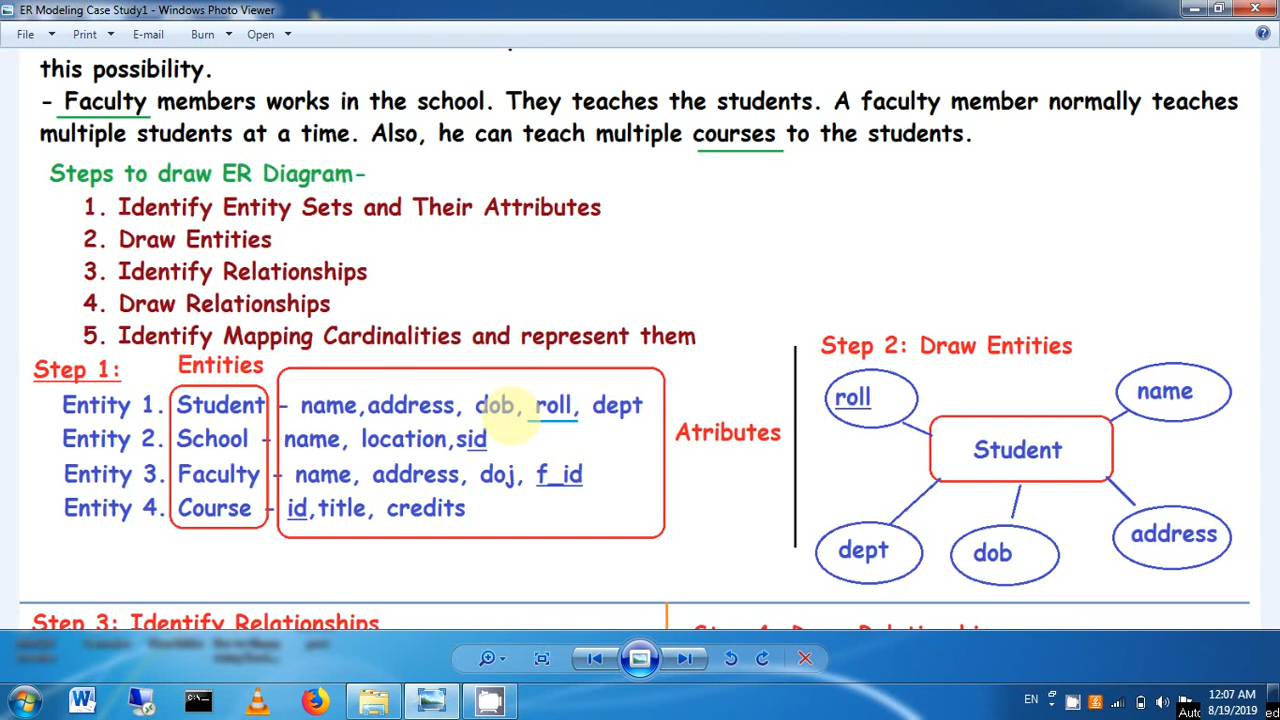 ER Modeling Case Study1 - Windows Photo Viewer
File Print E-mail Burn Open
this possibility.
- Faculty members works in the school. They teaches the students. A faculty member normally teaches
multiple students at a time. Also, he can teach multiple courses to the students.
Steps to draw ER Diagram-
1. Identify Entity Sets and Their Attributes
2. Draw Entities
3. Identify Relationships
4. Draw Relationships
5. Identify Mapping Cardinalities and represent them
Step 1:
Entities
Entity 1. Student - name,address, dob, roll, dept
Entity 2. School - name, location,sid
Entity 3. Faculty - name, address, doj, f_id
Entity 4. Course - id,title, credits
Atributes
Step 2: Draw Entities
roll
name
Student
dept
dob
address
Step 3: Identify Relationships
EN
12:07 AM
8/19/2019